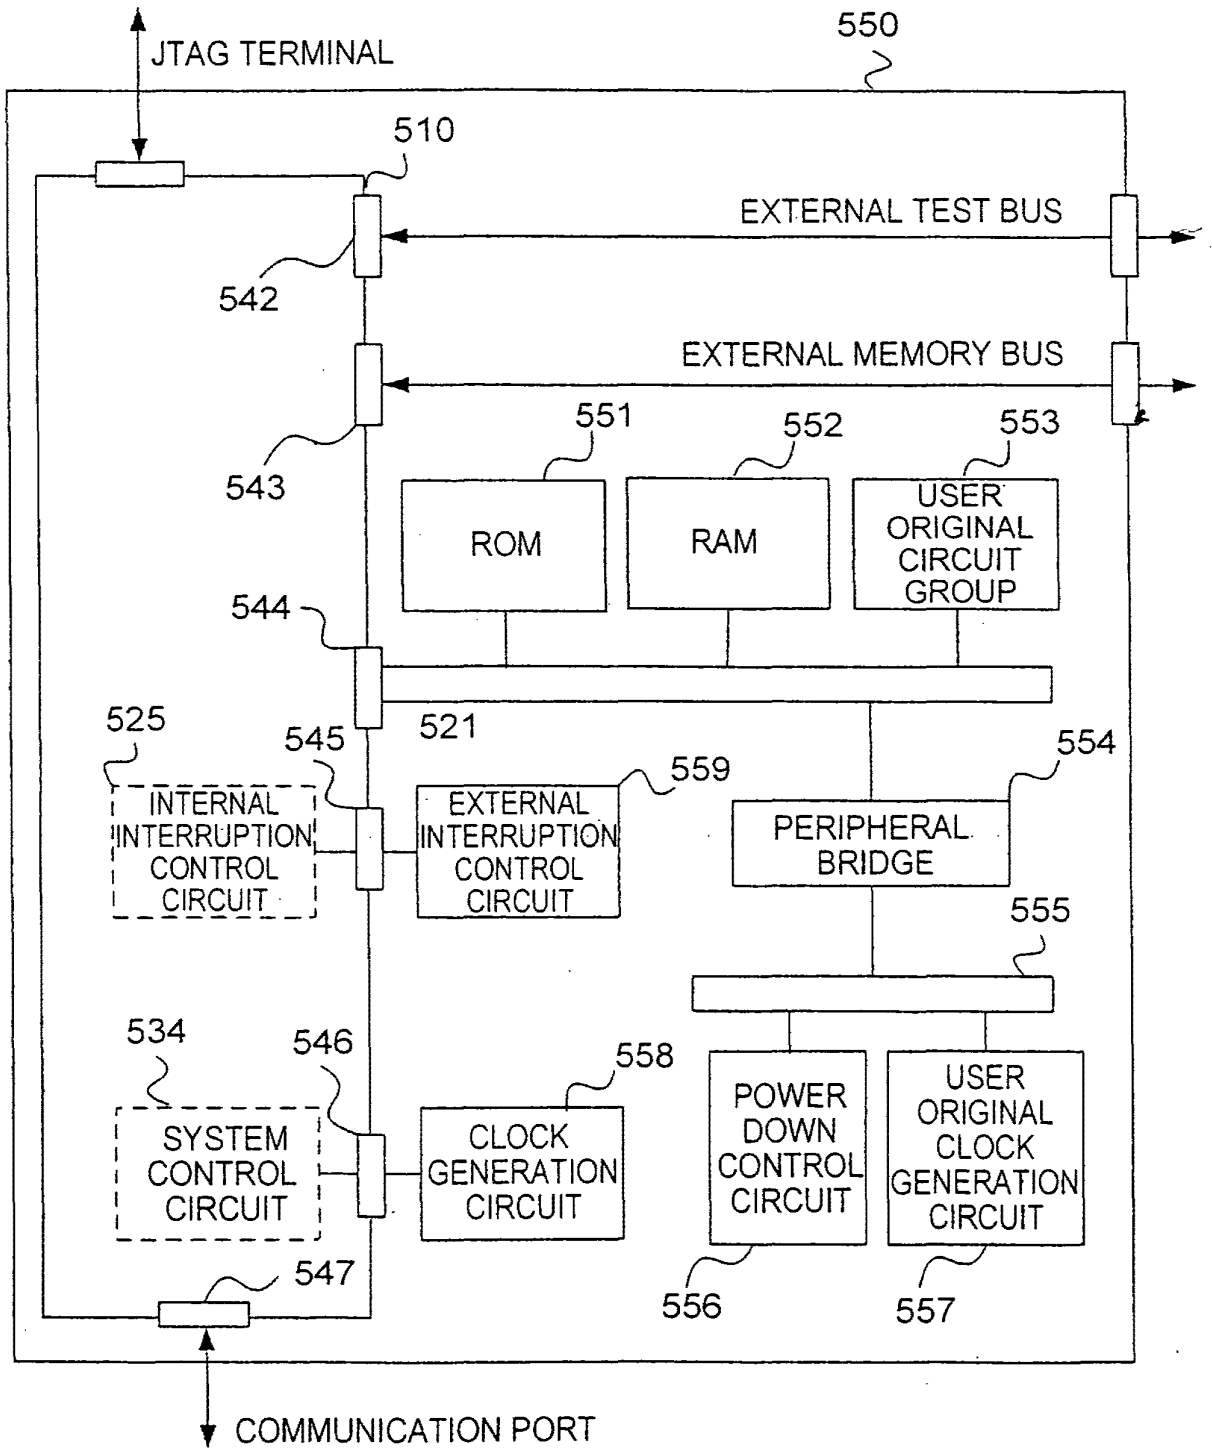 550
JTAG TERMINAL
510
EXTERNAL TEST BUS
542
EXTERNAL MEMORY BUS
543
551
552
553
ROM
RAM
USER
ORIGINAL
CIRCUIT
GROUP
544
521
525
545
559
554
INTERNAL
INTERRUPTION
CONTROL
CIRCUIT
EXTERNAL
INTERRUPTION
CONTROL
CIRCUIT
PERIPHERAL
BRIDGE
555
534
546
558
SYSTEM
CONTROL
CIRCUIT
CLOCK
GENERATION
CIRCUIT
POWER
DOWN
CONTROL
CIRCUIT
USER
ORIGINAL
CLOCK
GENERATION
CIRCUIT
547
556
557
COMMUNICATION PORT